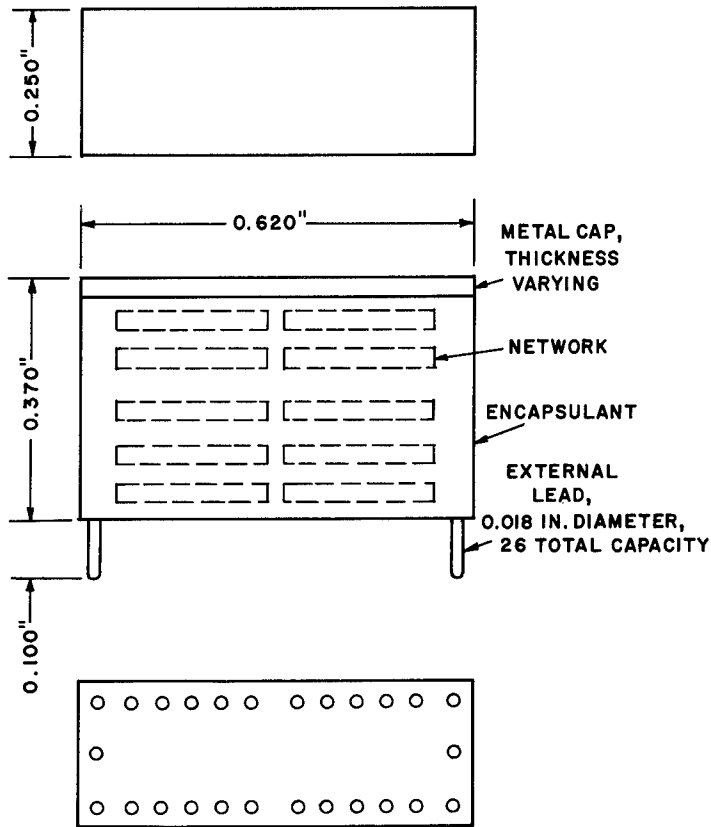 0.250"
0.620"
METAL CAP,
THICKNESS
VARYING
0.370"
NETWORK
ENCAPSULANT
EXTERNAL
LEAD,
0.018 IN. DIAMETER,
26 TOTAL CAPACITY
0.100"